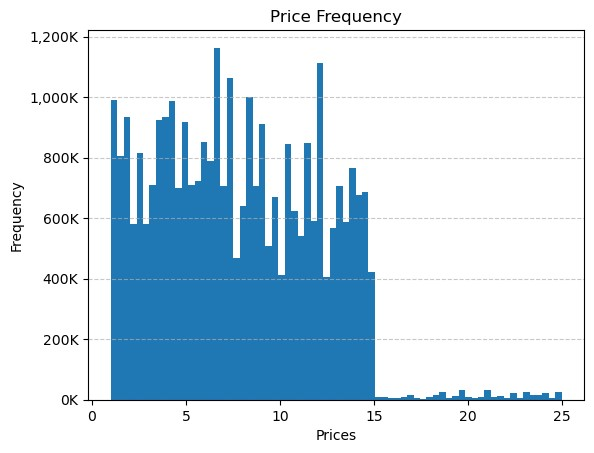 Price Frequency
1,200K
1,000K
800K
600K
400K
200K
0K
Frequency
0 5 10 15 20 25
Prices